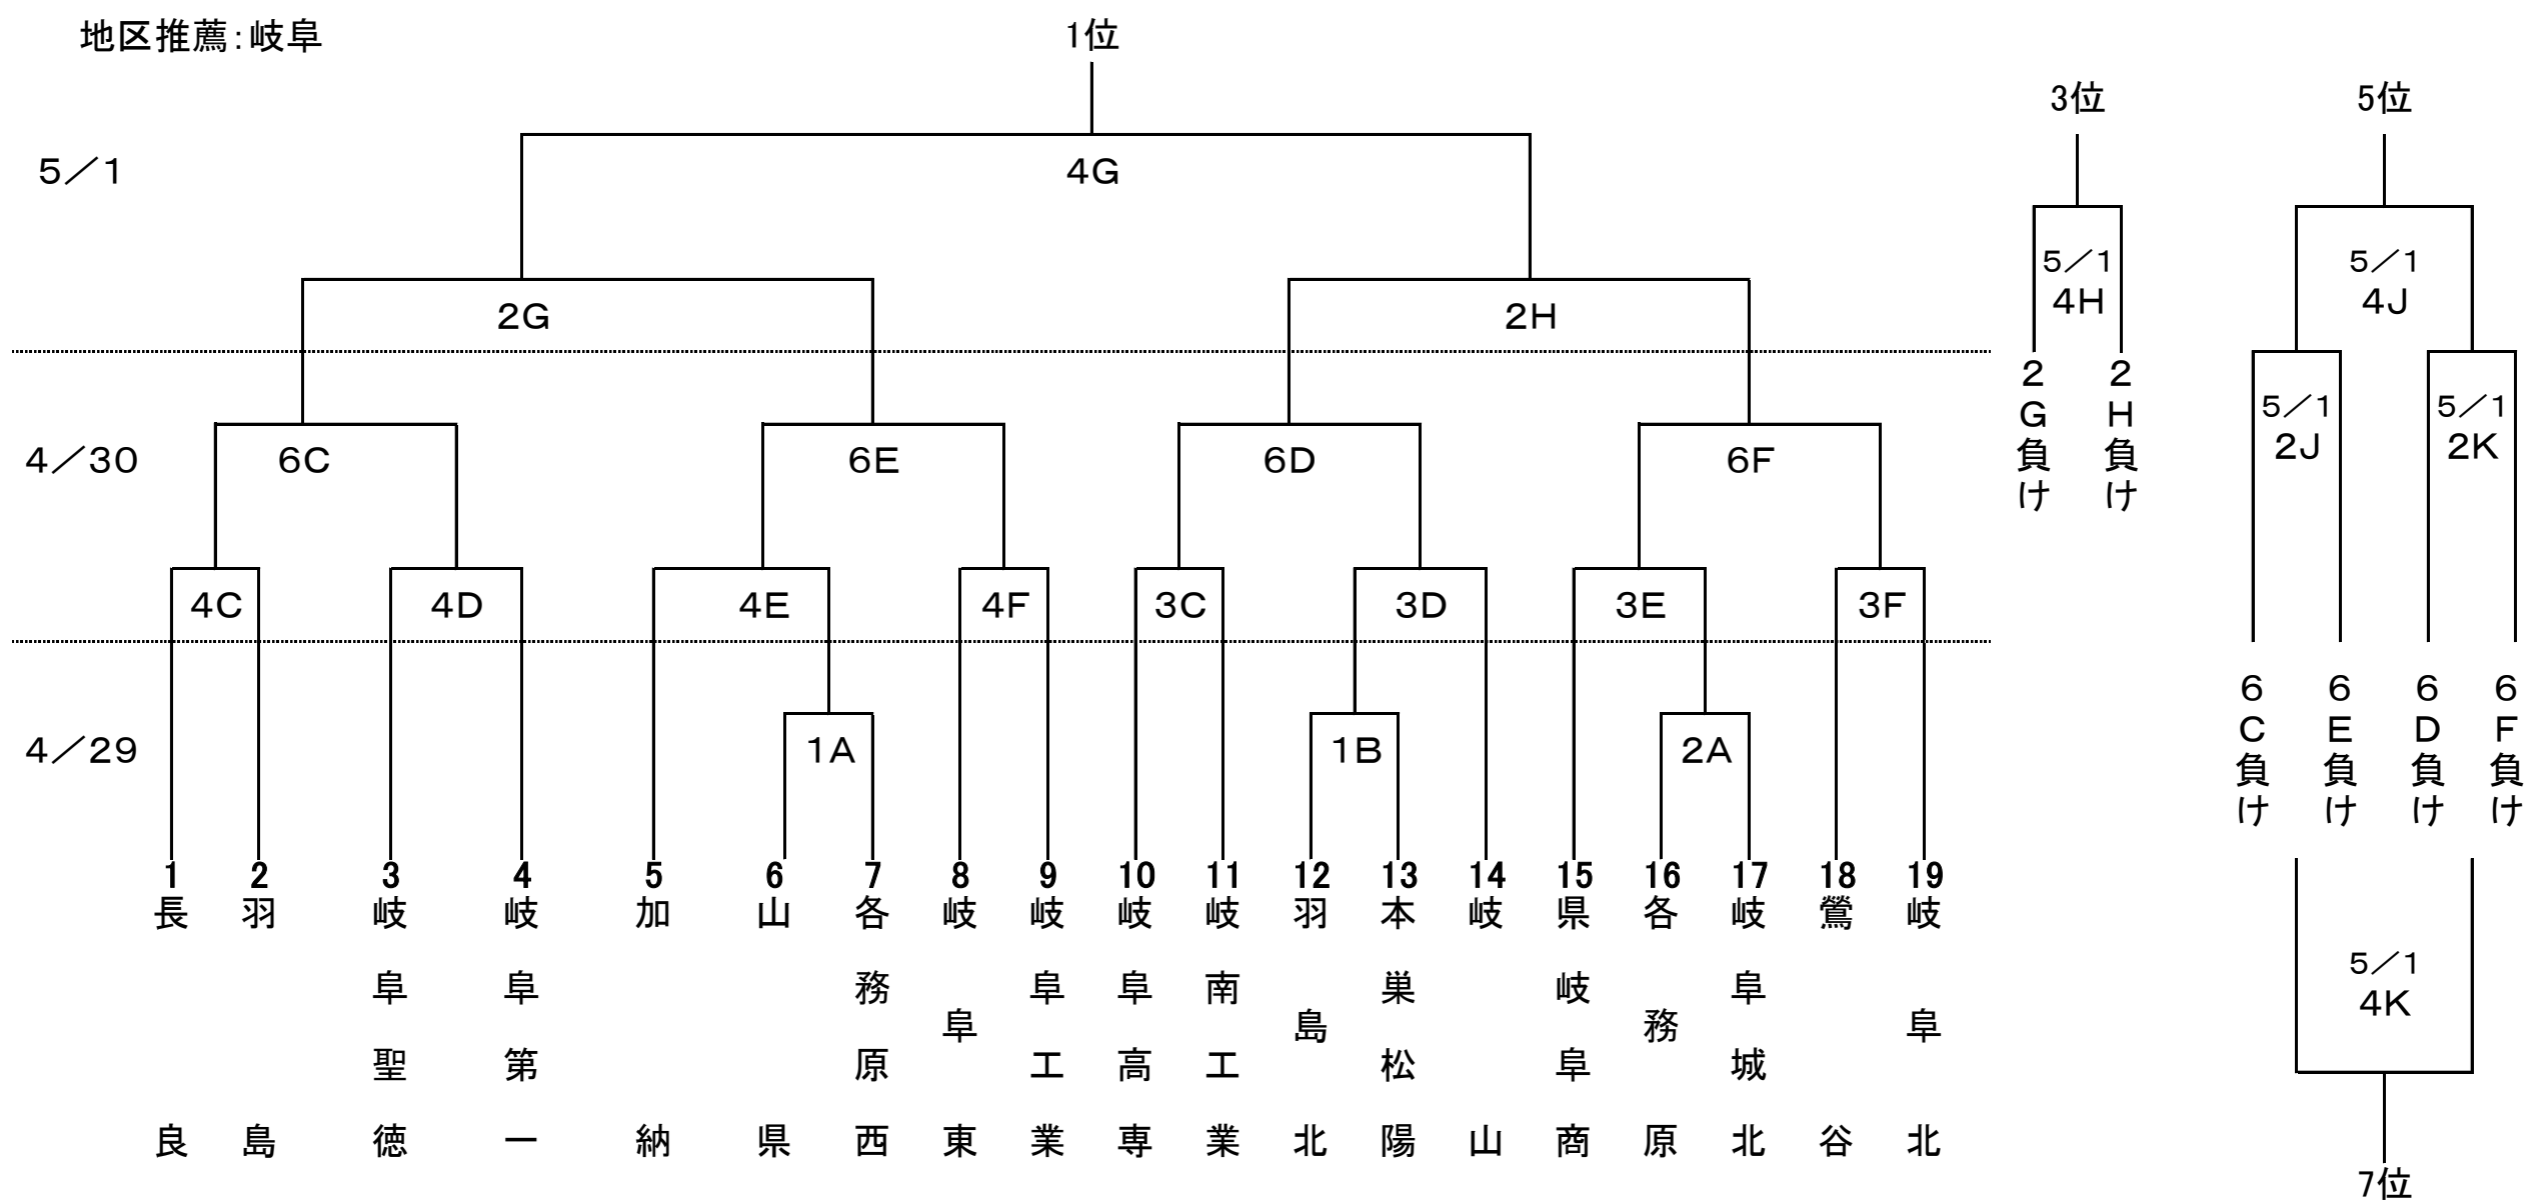 地区推薦:岐阜
1位
3位
5位
5/1
4G
5/1
4H
5/1
4J
2G
2H
2G負け
2H負け
5/1
2J
5/1
2K
4/30
6C
6E
6D
6F
4C
4D
4E
4F
3C
3D
3E
3F
6C負け
6E負け
6D負け
6F負け
4/29
1A
1B
2A
1 長良
2 羽島
3 岐阜聖徳
4 岐阜第一
5 加納
6 山県
7 各務原西
8 岐阜東
9 岐阜工業
10 岐阜高専
11 岐南工業
12 羽島北
13 本巣松陽
14 岐山
15 県岐阜商
16 各務原
17 岐阜城北
18 鶯谷
19 岐阜北
5/1
4K
7位